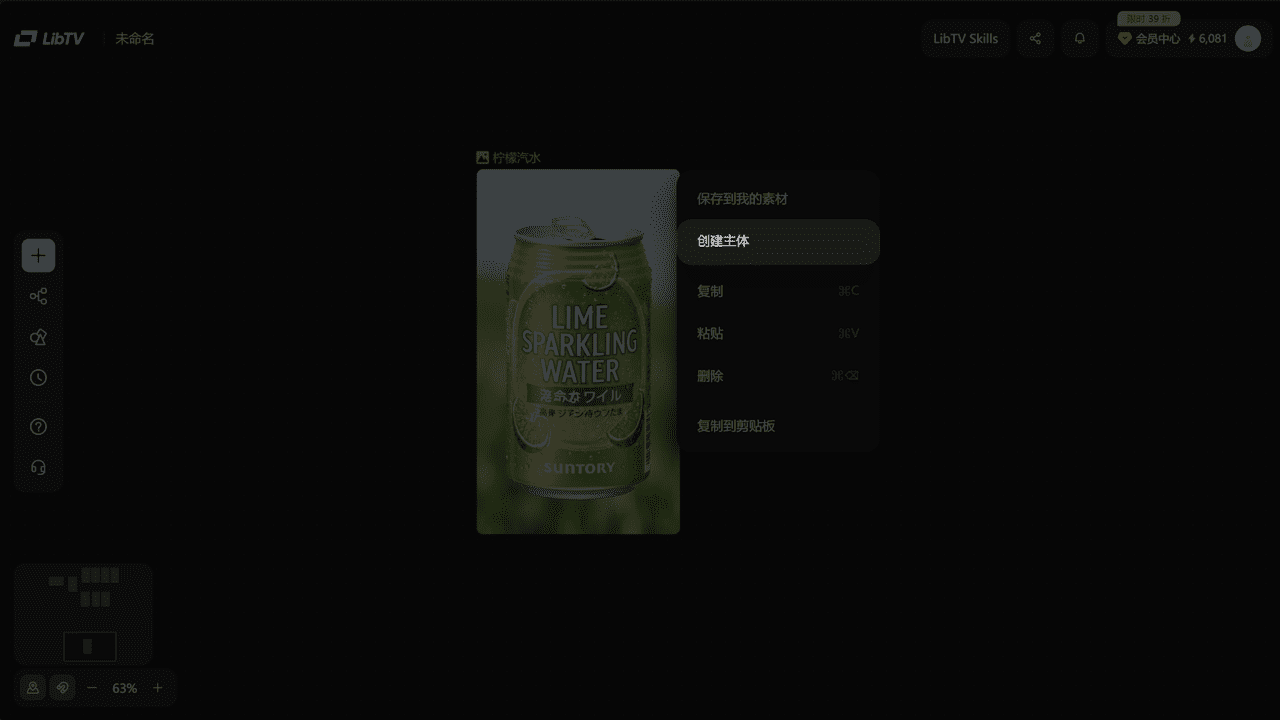 LibTV
未命名
LibTV Skills
限时 39 折
会员中心
6,081
柠檬汽水
保存到我的素材
创建主体
复制 ⌘C
粘贴 ⌘V
删除 ⌘⌫
复制到剪贴板
LIME
SPARKLING
WATER
SUNTORY
63%